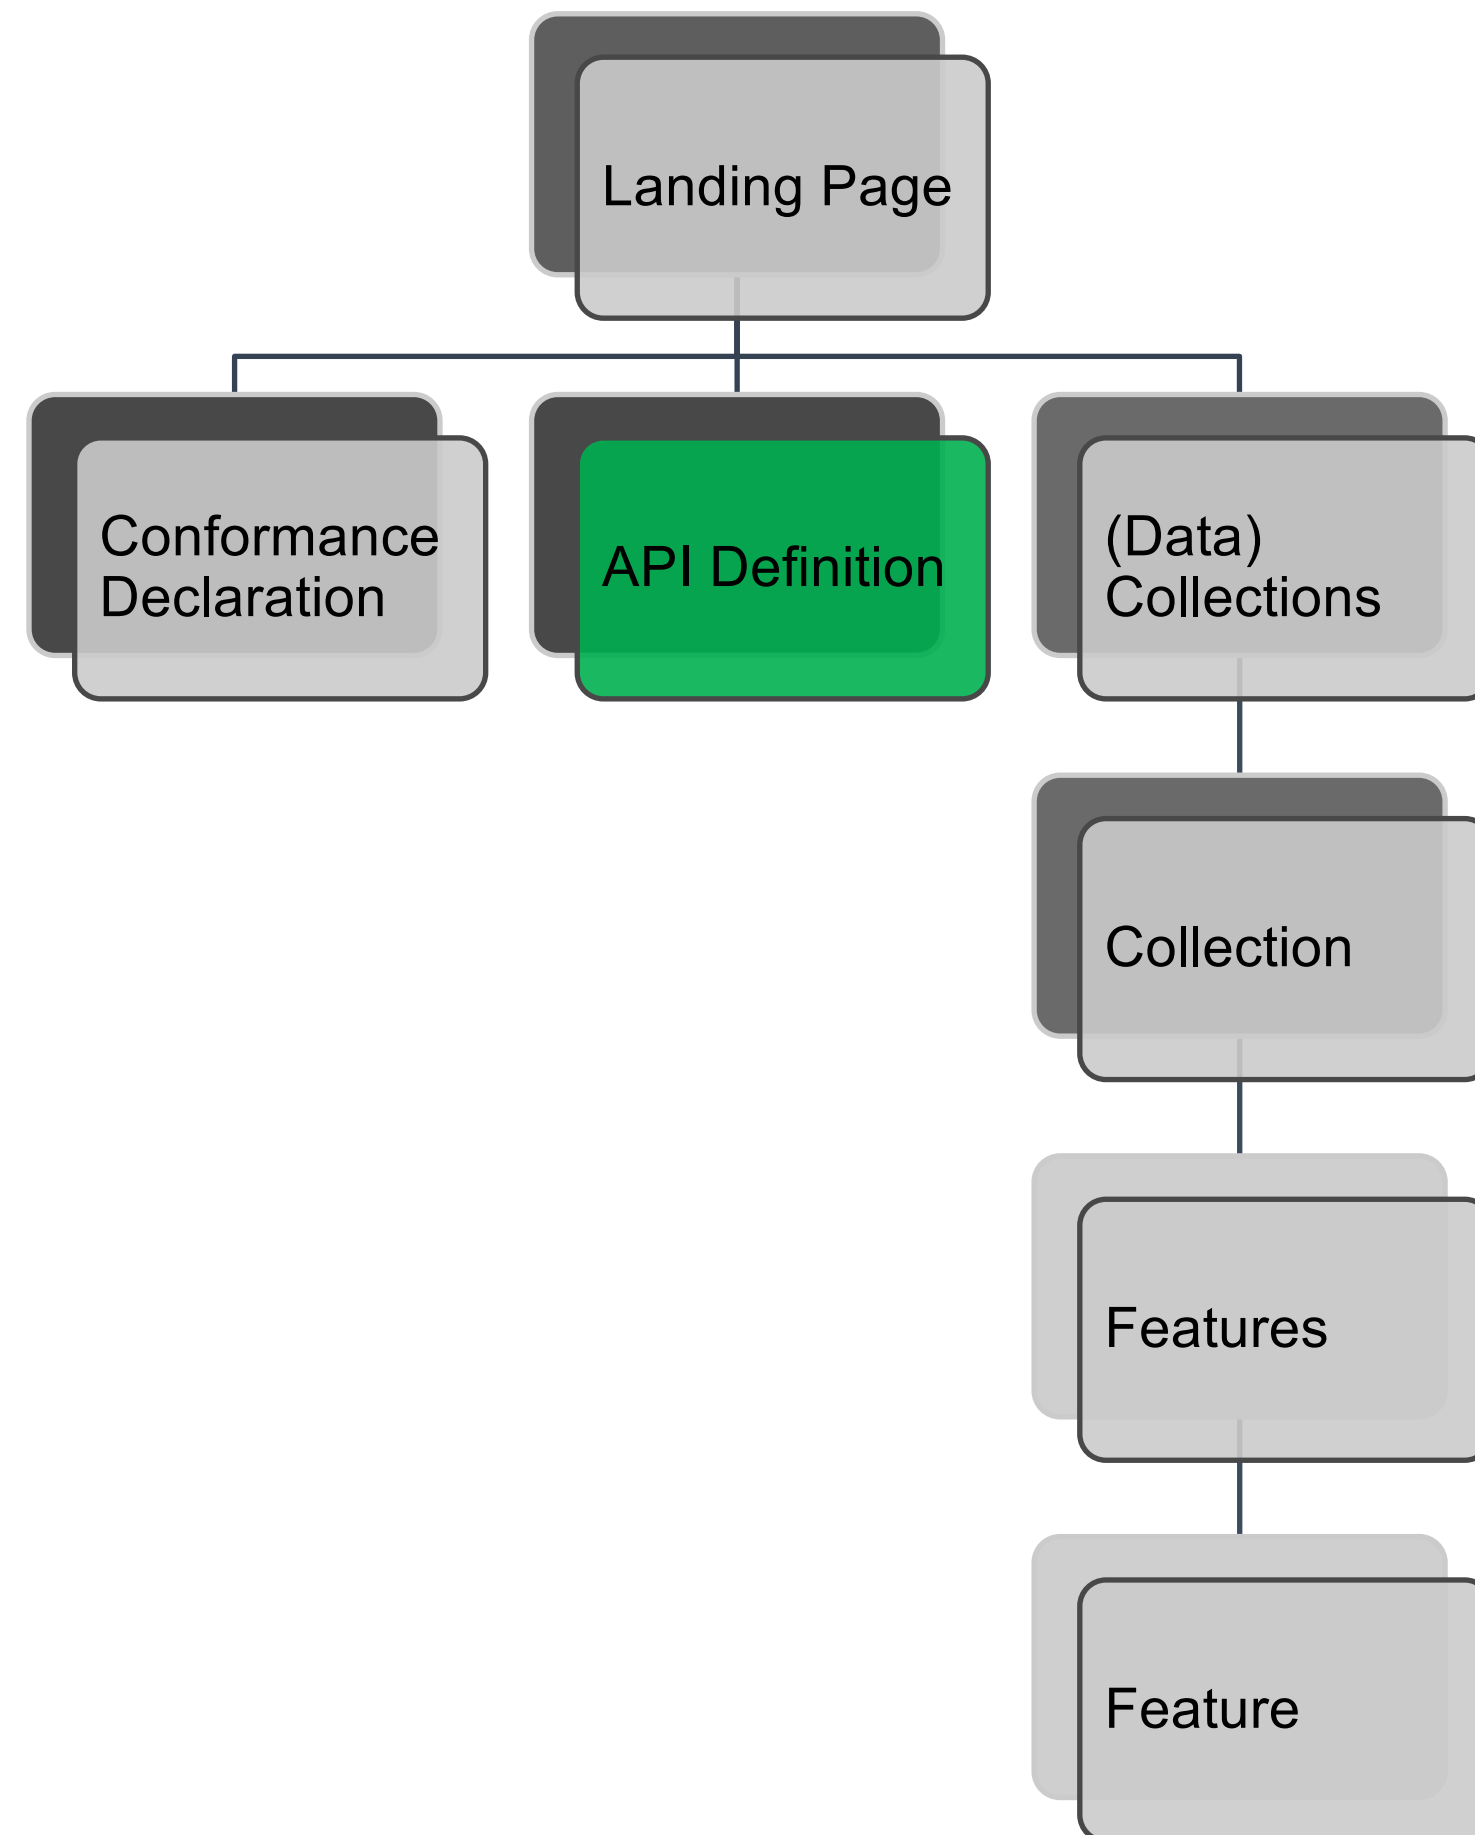 Landing Page
Conformance
Declaration
API Definition
(Data)
Collections
Collection
Features
Feature